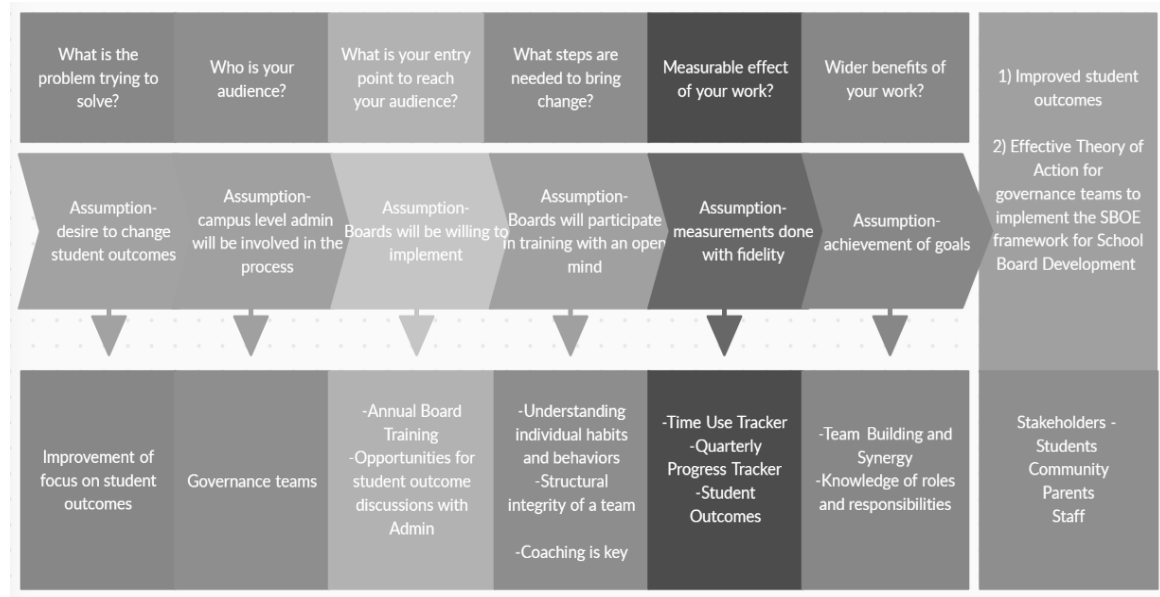 What is the
problem trying to
solve?
Who is your
audience?
What is your entry
point to reach
your audience?
What steps are
needed to bring
change?
Measurable effect
of your work?
Wider benefits of
your work?
1) Improved student
outcomes
2) Effective Theory of
Action for
governance teams to
implement the SBOE
framework for School
Board Development
Assumption-
desire to change
student outcomes
Assumption-
campus level admin
will be involved in the
process
Assumption-
Boards will be willing to
implement
Assumption-
Boards will participate
in training with an open
mind
Assumption-
measurements done
with fidelity
Assumption-
achievement of goals
Improvement of
focus on student
outcomes
Governance teams
-Annual Board
Training
-Opportunities for
student outcome
discussions with
Admin
-Understanding
individual habits
and behaviors
-Structural
integrity of a team
-Coaching is key
-Time Use Tracker
-Quarterly
Progress Tracker
-Student
Outcomes
-Team Building and
Synergy
-Knowledge of roles
and responsibilities
Stakeholders -
Students
Community
Parents
Staff